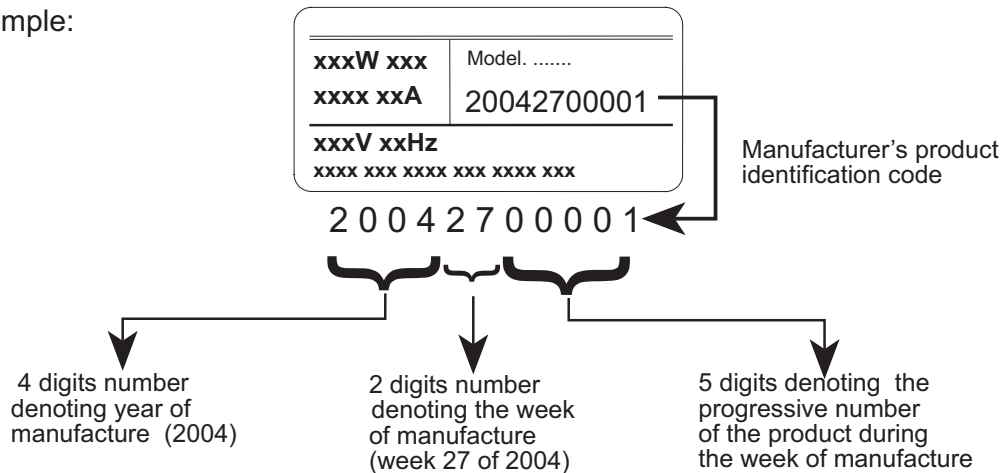 mple:
xxxW xxx
xxxx xxA
Model. .......
20042700001
xxxV xxHz
xxxx xxx xxxx xxx xxxx xxx
Manufacturer's product
identification code
2 0 0 4 2 7 0 0 0 0 1
4 digits number
denoting year of
manufacture (2004)
2 digits number
denoting the week
of manufacture
(week 27 of 2004)
5 digits denoting the
progressive number
of the product during
the week of manufacture